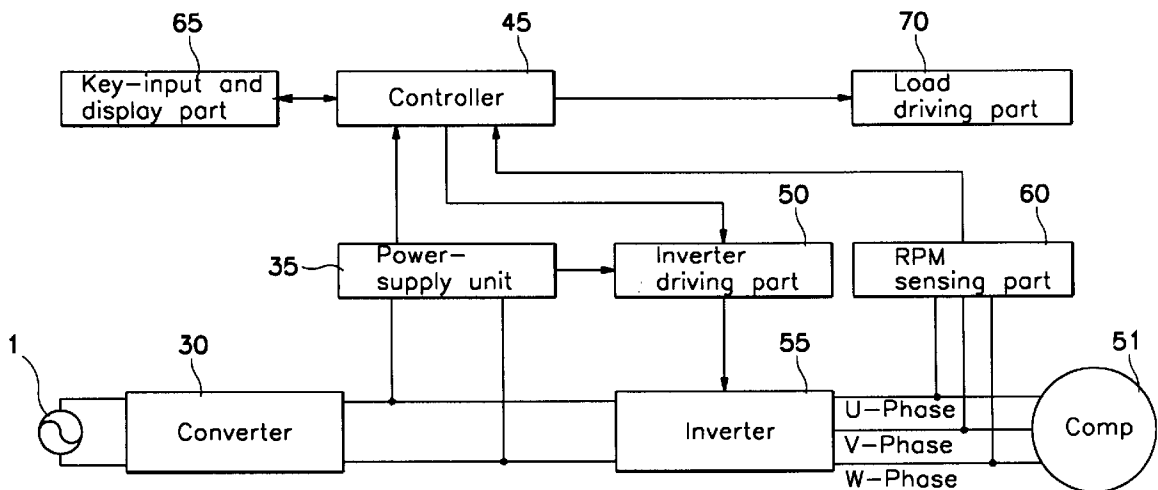 65
45
70
Key-input and
display part
Controller
Load
driving part
50
60
35
Power-
supply unit
Inverter
driving part
RPM
sensing part
1
30
55
51
Converter
Inverter
U-Phase
V-Phase
W-Phase
Comp